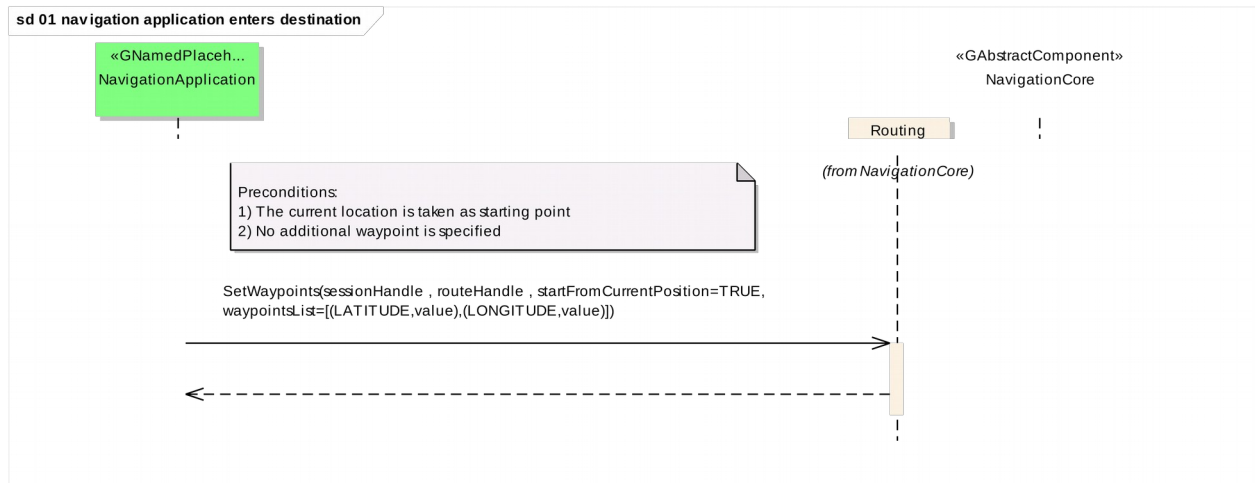 sd 01 navigation application enters destination
«GNamedPlaceh...
NavigationApplication
«GAbstractComponent»
NavigationCore
Routing
(from NavigationCore)
Preconditions:
1) The current location is taken as starting point
2) No additional waypoint is specified
SetWaypoints(sessionHandle , routeHandle , startFromCurrentPosition=TRUE,
waypointsList=[(LATITUDE,value),(LONGITUDE,value)])